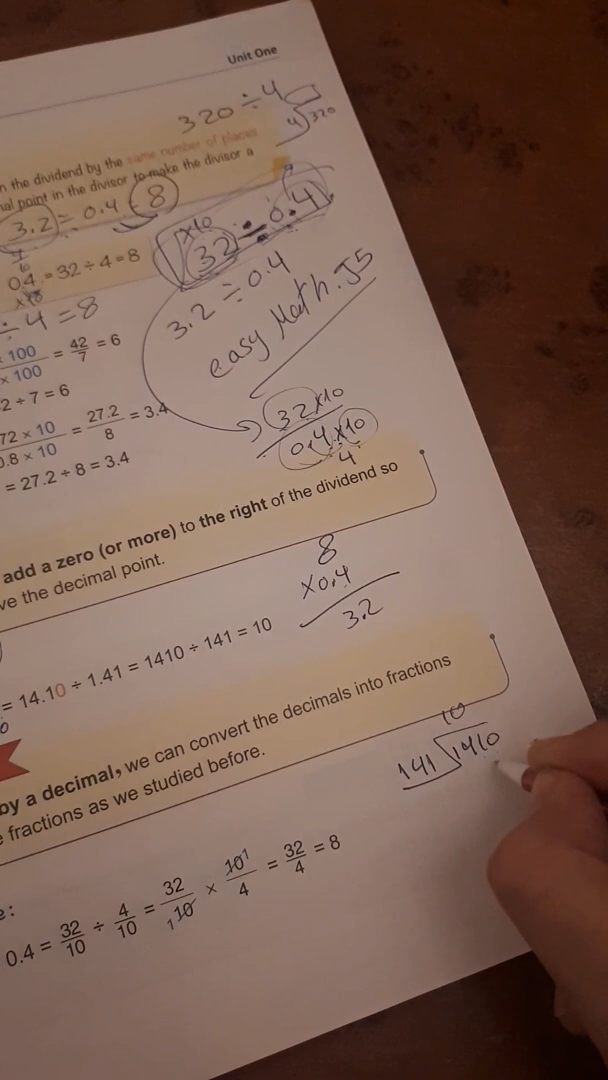 Unit One
320 ÷ 4
4 320
n the dividend by the same number of places
nal point in the divisor to make the divisor a
3.2 ÷ 0.4 = 8
×10
32 ÷ 0.4
0.4 = 32 ÷ 4 = 8
×10
3.2 ÷ 0.4
÷ 4 = 8
easy Math.J5
× 100 / × 100 = 42/7 = 6
2 ÷ 7 = 6
32×10
0.4×10
4
72 × 10 / 0.8 × 10 = 27.2/8 = 3.4
= 27.2 ÷ 8 = 3.4
add a zero (or more) to the right of the dividend so
ve the decimal point.
8
×0.4
3.2
= 14.10 ÷ 1.41 = 1410 ÷ 141 = 10
by a decimal, we can convert the decimals into fractions
e fractions as we studied before.
10
141 1410
e:
0.4 = 32/10 ÷ 4/10 = 32/1 10 × 10 1/4 = 32/4 = 8